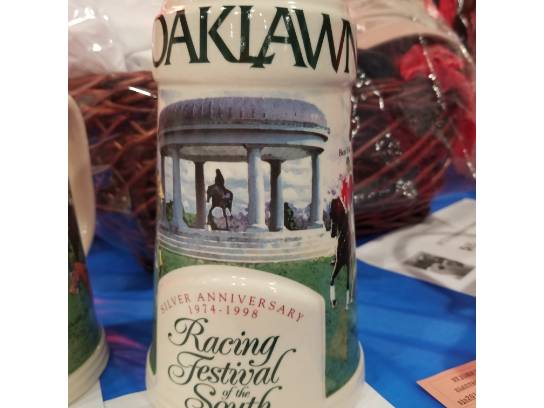 OAKLAWN
SILVER ANNIVERSARY
1974-1998
Racing
Festival
of the
South